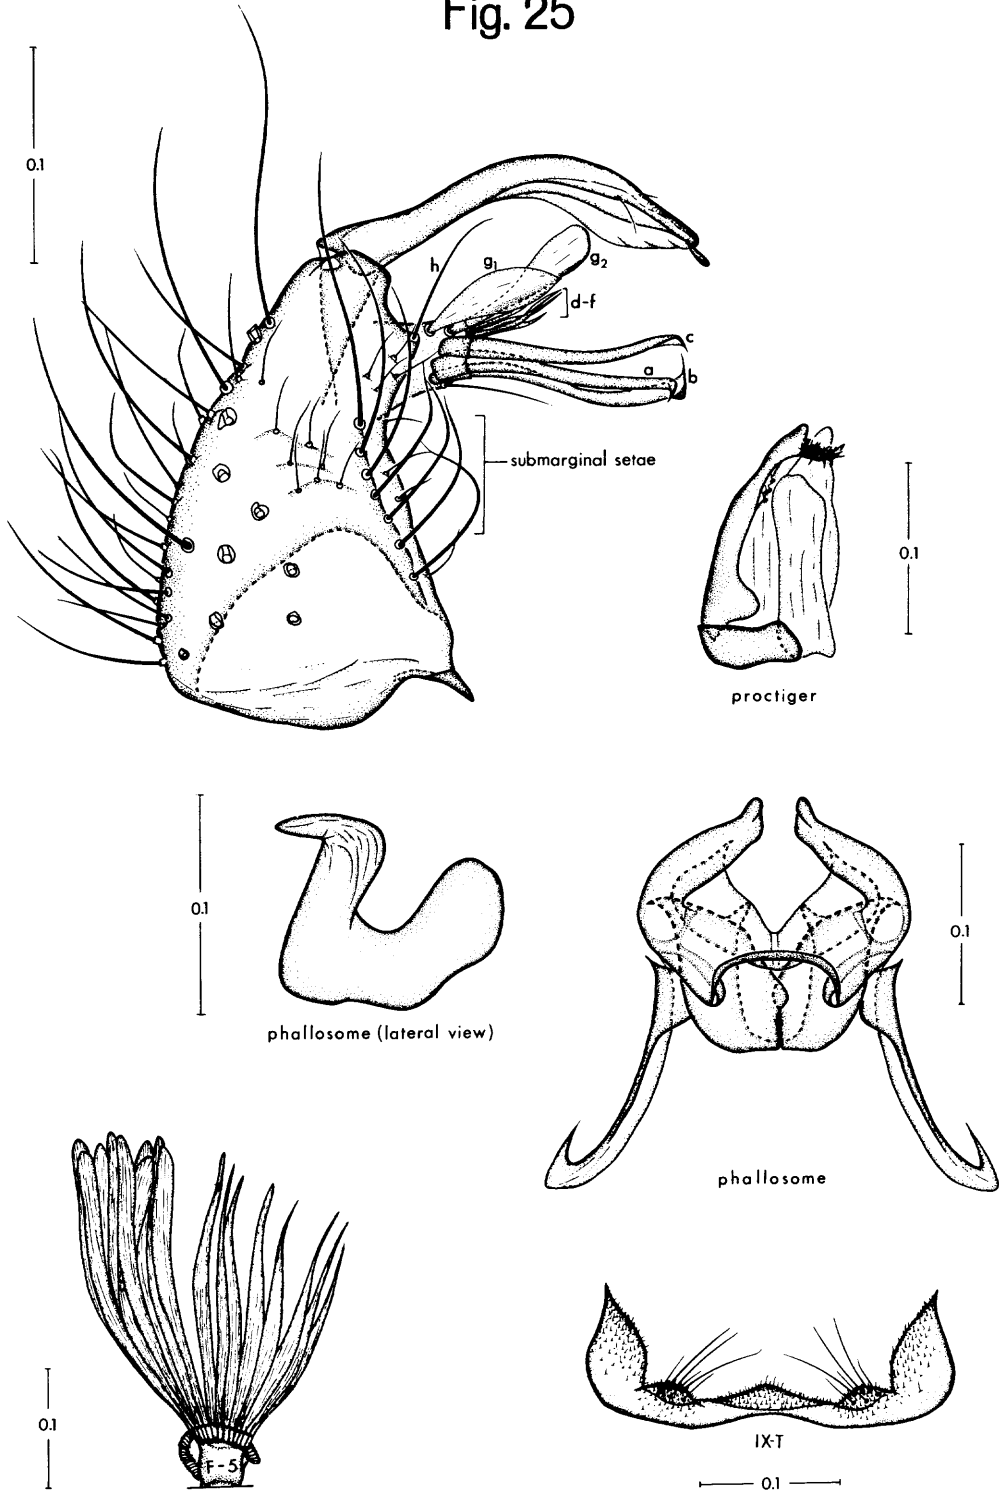 Fig. 25
0.1
h
g1
g2
d-f
c
a
b
submarginal setae
0.1
proctiger
0.1
phallosome (lateral view)
0.1
phallosome
0.1
F-5
IX-T
0.1